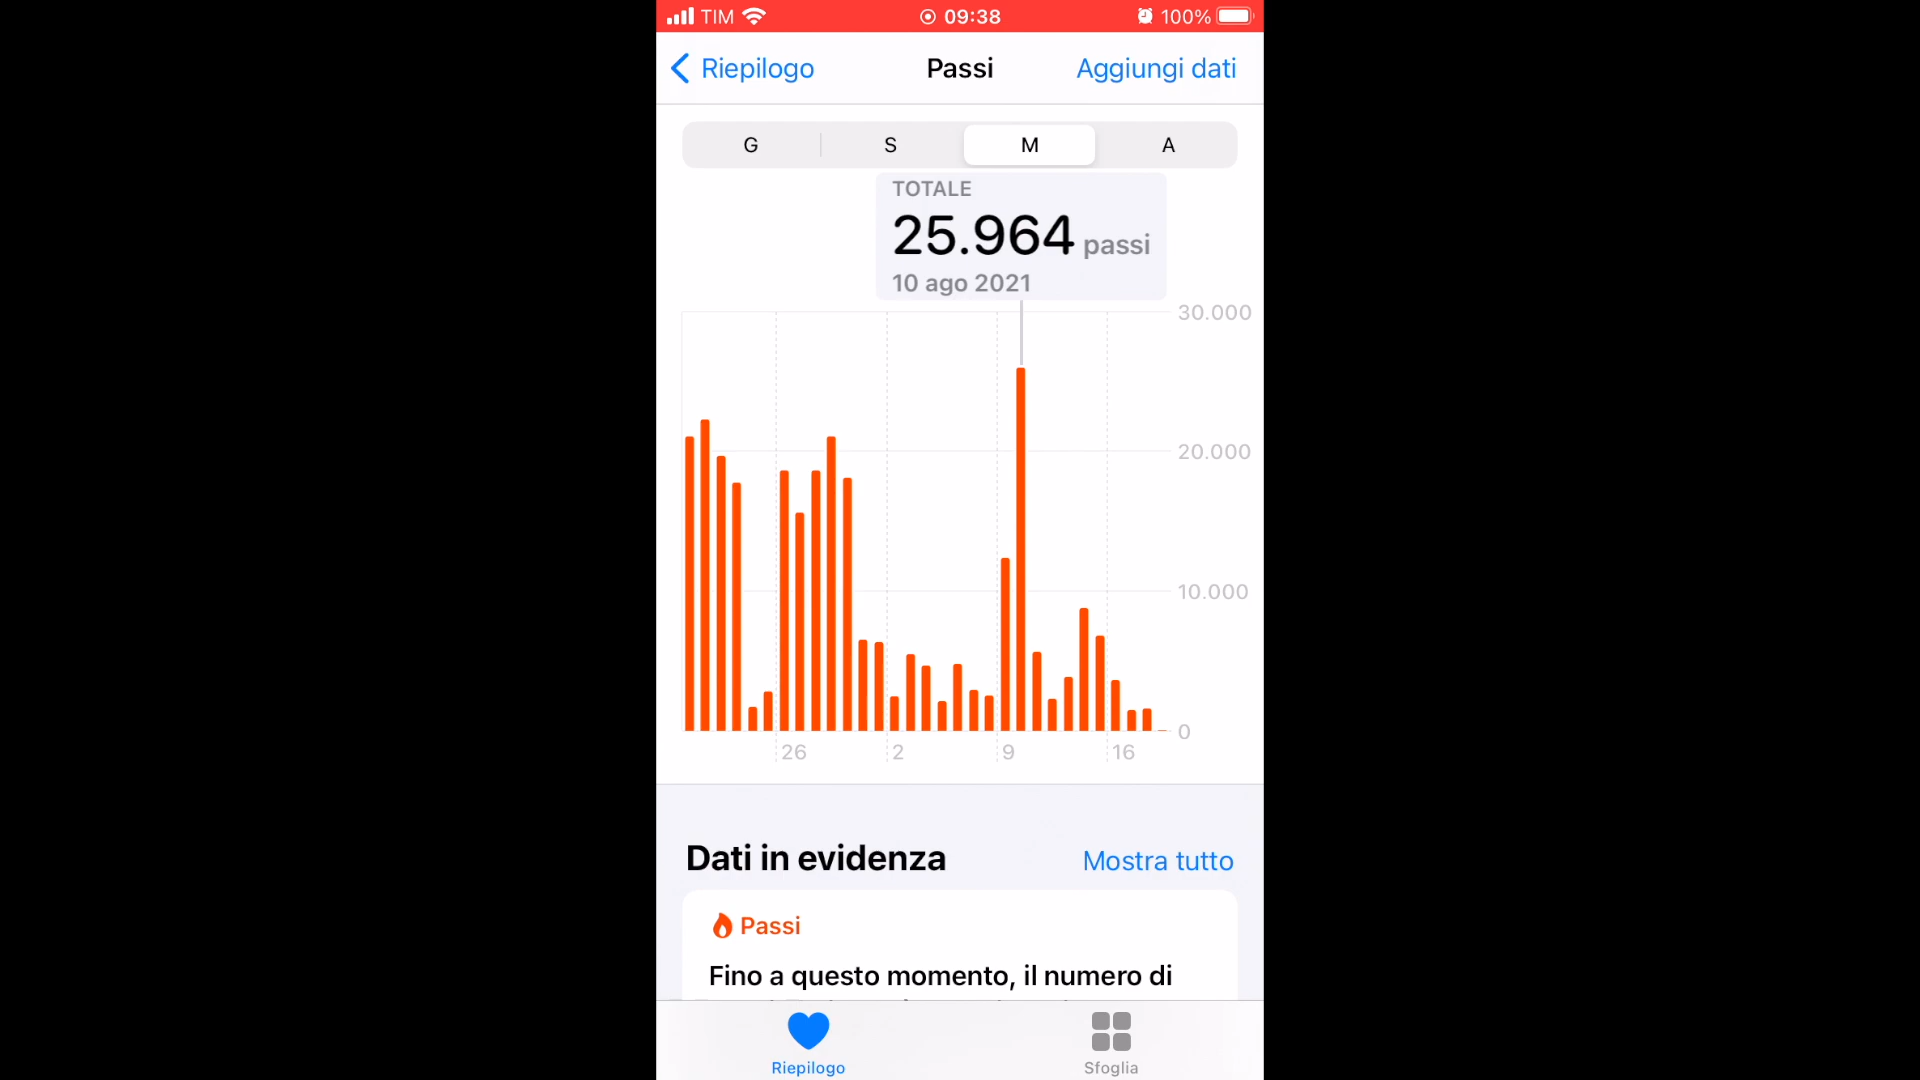 TIM 09:38 100%
Riepilogo Passi Aggiungi dati
G S M A
TOTALE
25.964 passi
10 ago 2021
30.000
20.000
10.000
0
26 2 9 16
Dati in evidenza Mostra tutto
Passi
Fino a questo momento, il numero di
Riepilogo Sfoglia